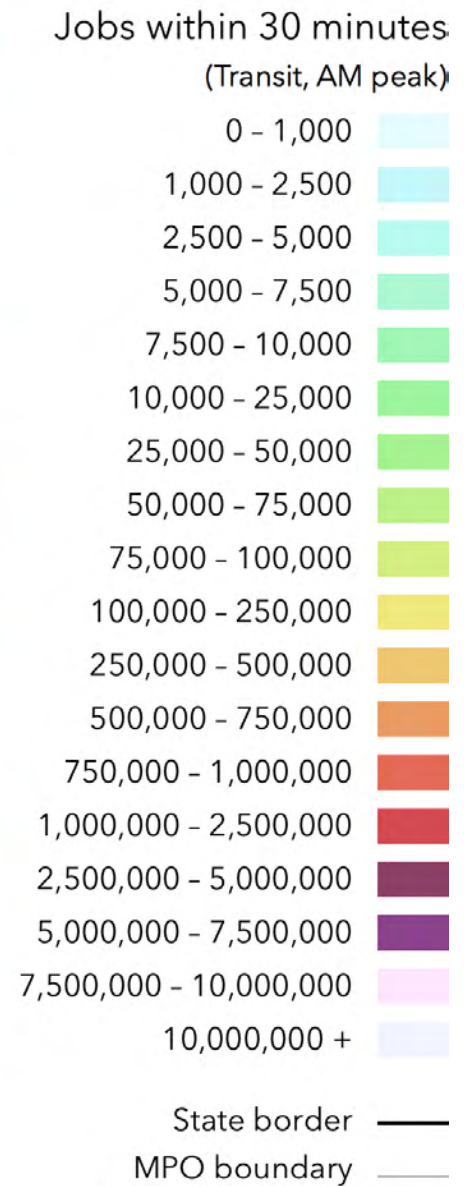 Jobs within 30 minutes
(Transit, AM peak)
0 – 1,000
1,000 – 2,500
2,500 – 5,000
5,000 – 7,500
7,500 – 10,000
10,000 – 25,000
25,000 – 50,000
50,000 – 75,000
75,000 – 100,000
100,000 – 250,000
250,000 – 500,000
500,000 – 750,000
750,000 – 1,000,000
1,000,000 – 2,500,000
2,500,000 – 5,000,000
5,000,000 – 7,500,000
7,500,000 – 10,000,000
10,000,000 +
State border
MPO boundary